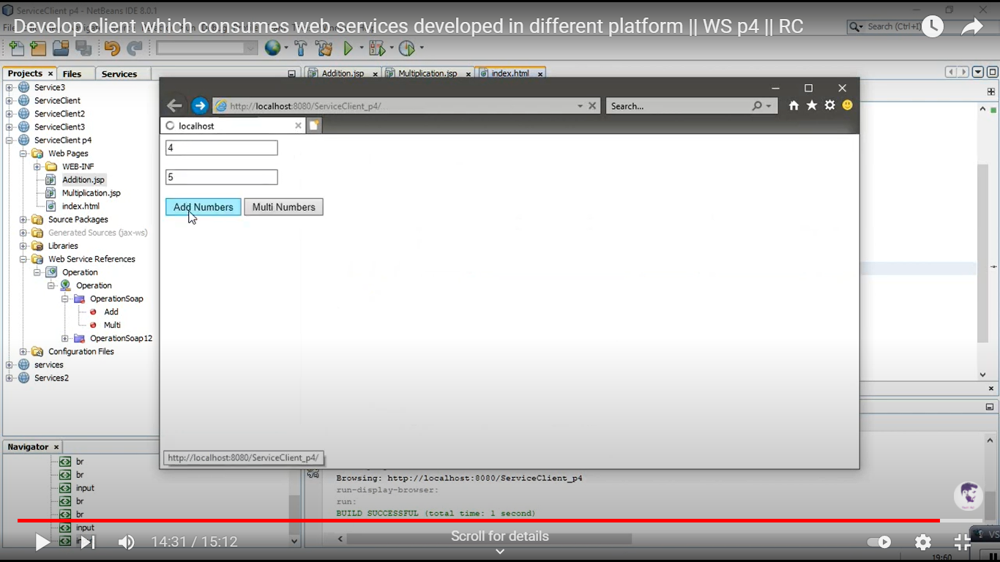 ServiceClient p4 - NetBeans IDE 8.0.1
Develop client which consumes web services developed in different platform || WS p4 || RC
Search (Ctrl+I)
Projects Files Services
Addition.jsp Multiplication.jsp index.html
Service3
ServiceClient
ServiceClient2
ServiceClient3
ServiceClient p4
Web Pages
WEB-INF
Addition.jsp
Multiplication.jsp
index.html
Source Packages
Generated Sources (jax-ws)
Libraries
Web Service References
Operation
Operation
OperationSoap
Add
Multi
OperationSoap12
Configuration Files
services
Services2
http://localhost:8080/ServiceClient_p4/
Search...
localhost
4
5
Add Numbers Multi Numbers
http://localhost:8080/ServiceClient_p4/
Navigator
br
br
input
br
br
input
Browsing: http://localhost:8080/ServiceClient_p4
run-display-browser:
run:
BUILD SUCCESSFUL (total time: 1 second)
14:31 / 15:12
Scroll for details
19:60
VS